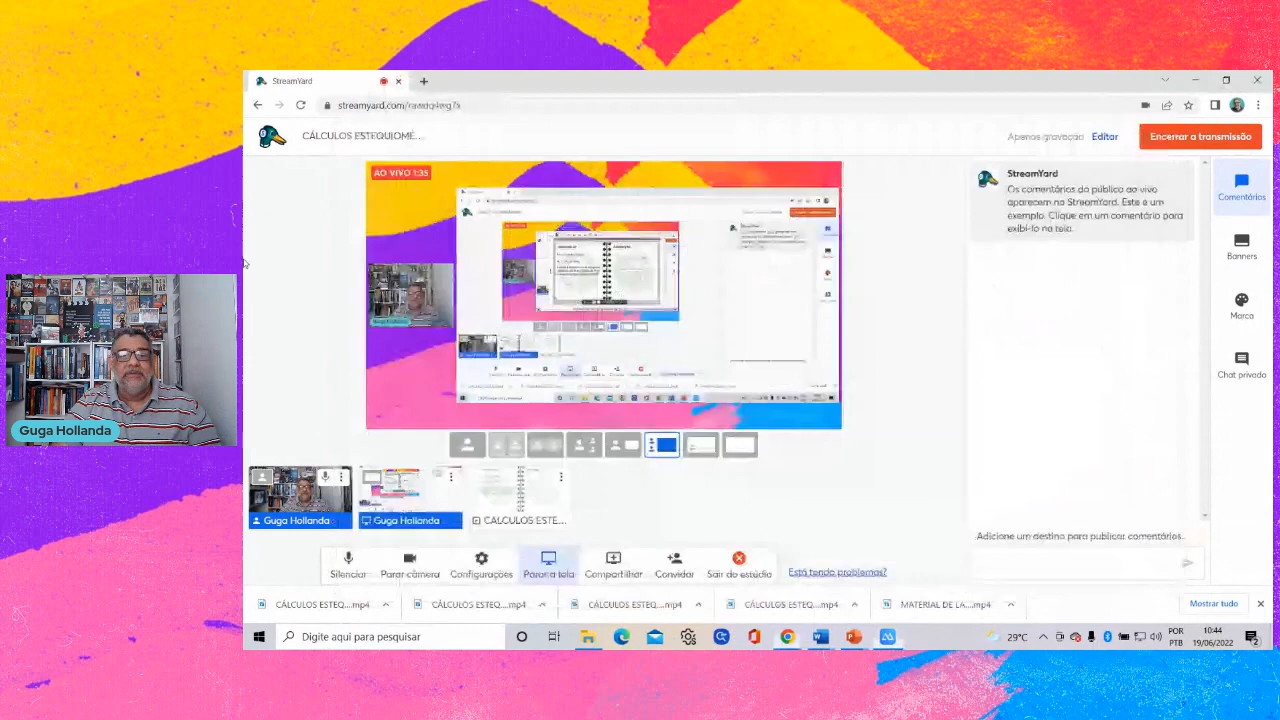 StreamYard
streamyard.com/rawdq4wg7k
CÁLCULOS ESTEQUIOMÉ...
Apenas gravação
Editar
Encerrar a transmissão
AO VIVO 1:35
StreamYard
Os comentários do público ao vivo
aparecem no StreamYard. Este é um
exemplo. Clique em um comentário para
exibi-lo na tela.
Comentários
Banners
Marca
Chat privado
Guga Hollanda
Guga Hollanda
Guga Hollanda
CÁLCULOS ESTE...
Adicione um destino para publicar comentários.
Silenciar
Parar câmera
Configurações
Parar a tela
Compartilhar
Convidar
Sair do estúdio
Está tendo problemas?
CÁLCULOS ESTEQ....mp4
CÁLCULOS ESTEQ....mp4
CÁLCULOS ESTEQ....mp4
CÁLCULOS ESTEQ....mp4
MATERIAL DE LA....mp4
Mostrar tudo
Digite aqui para pesquisar
29°C
POR
PTB
10:44
19/06/2022
2